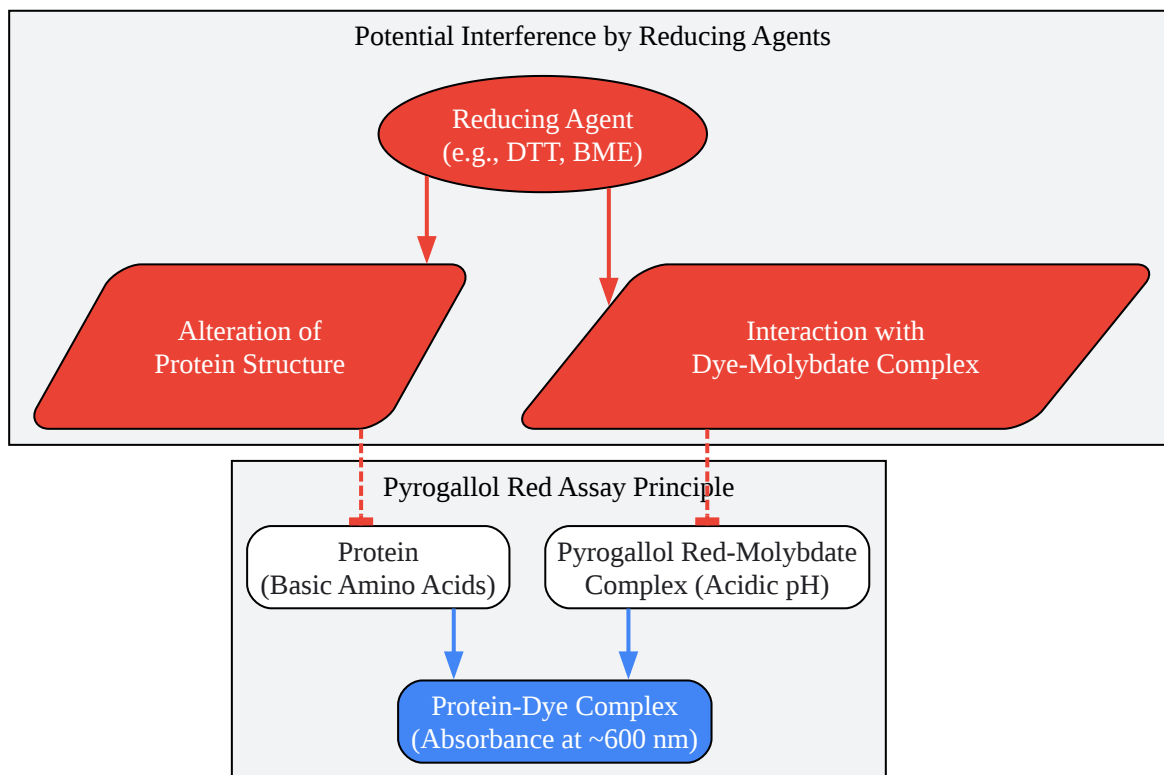 Potential Interference by Reducing Agents
Reducing Agent
(e.g., DTT, BME)
Alteration of
Protein Structure
Interaction with
Dye-Molybdate Complex
Pyrogallol Red Assay Principle
Protein
(Basic Amino Acids)
Pyrogallol Red-Molybdate
Complex (Acidic pH)
Protein-Dye Complex
(Absorbance at ~600 nm)